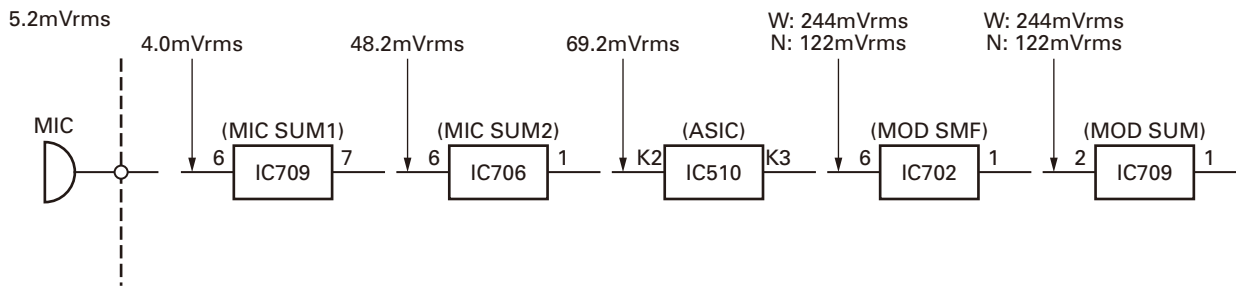 5.2mVrms
W: 244mVrms
N: 122mVrms
W: 244mVrms
N: 122mVrms
4.0mVrms
48.2mVrms
69.2mVrms
MIC
(MIC SUM1)
(MIC SUM2)
(ASIC)
(MOD SMF)
(MOD SUM)
6 IC709 7
6 IC706 1
K2 IC510 K3
6 IC702 1
2 IC709 1